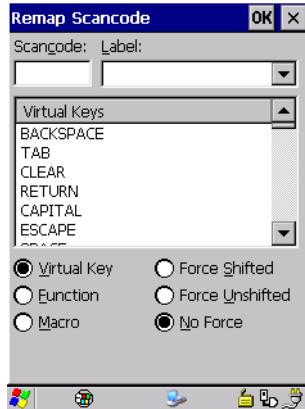 Remap Scancode OK ×
Scancode: Label:
Virtual Keys
BACKSPACE
TAB
CLEAR
RETURN
CAPITAL
ESCAPE
SPACE
Virtual Key Force Shifted
Function Force Unshifted
Macro No Force